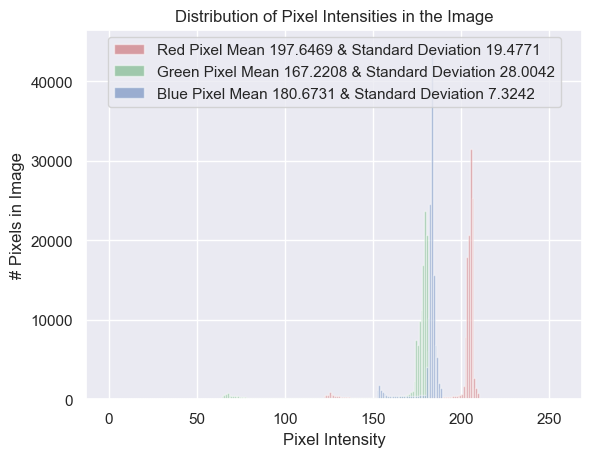 Distribution of Pixel Intensities in the Image
Red Pixel Mean 197.6469 & Standard Deviation 19.4771
Green Pixel Mean 167.2208 & Standard Deviation 28.0042
Blue Pixel Mean 180.6731 & Standard Deviation 7.3242
40000
30000
20000
10000
0
# Pixels in Image
0 50 100 150 200 250
Pixel Intensity